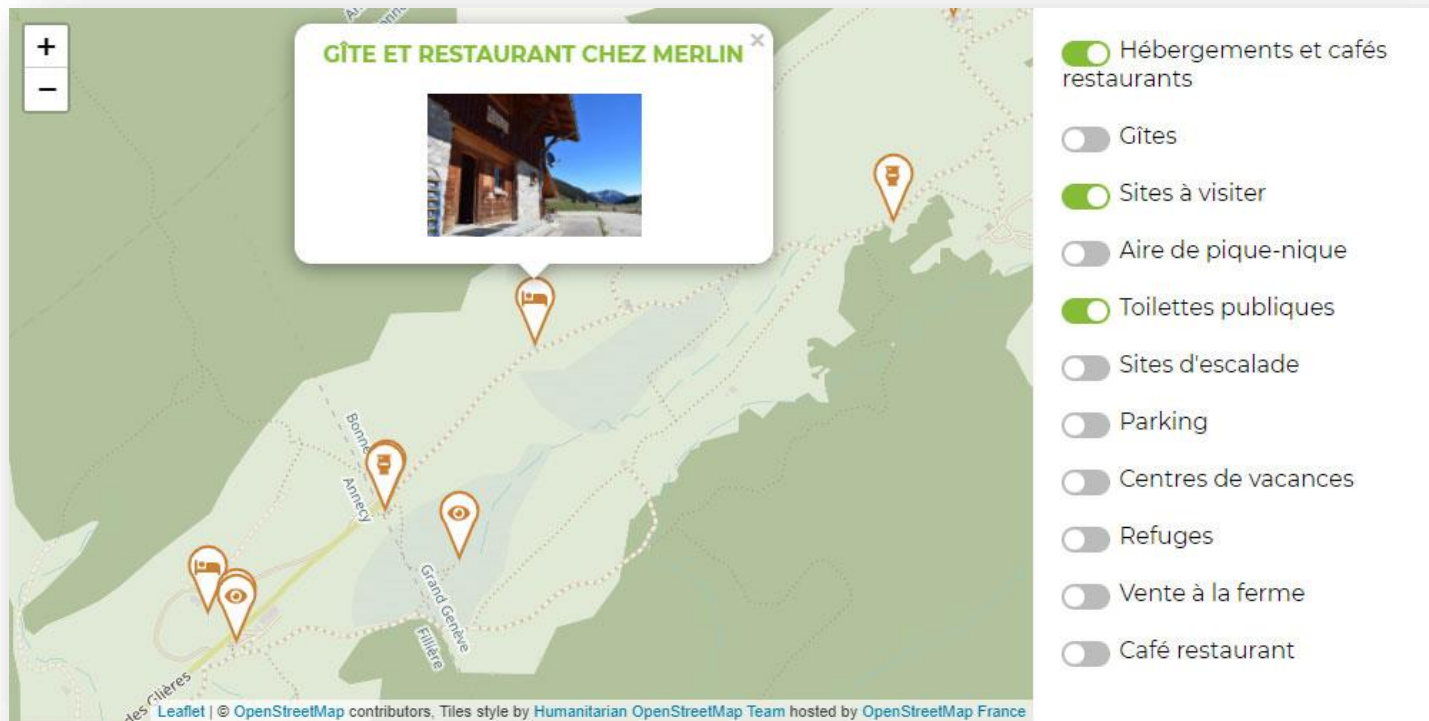 +
−
GÎTE ET RESTAURANT CHEZ MERLIN
×
Bonne
Annecy
Grand Genève
Fillière
des Glières
Leaflet | © OpenStreetMap contributors, Tiles style by Humanitarian OpenStreetMap Team hosted by OpenStreetMap France
Hébergements et cafés
restaurants
Gîtes
Sites à visiter
Aire de pique-nique
Toilettes publiques
Sites d'escalade
Parking
Centres de vacances
Refuges
Vente à la ferme
Café restaurant